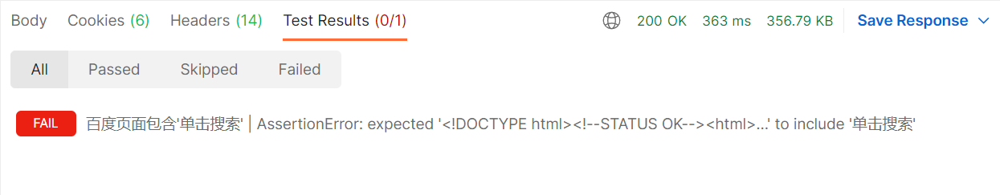 Body Cookies (6) Headers (14) Test Results (0/1) 200 OK 363 ms 356.79 KB Save Response
All Passed Skipped Failed
FAIL 百度页面包含'单击搜索' | AssertionError: expected '<!DOCTYPE html><!--STATUS OK--><html>...' to include '单击搜索'